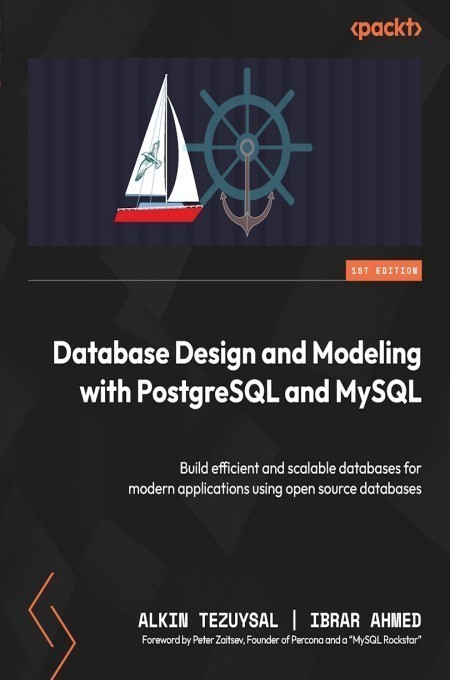 <packt>
1ST EDITION
Database Design and Modeling
with PostgreSQL and MySQL
Build efficient and scalable databases for
modern applications using open source databases
ALKIN TEZUYSAL | IBRAR AHMED
Foreword by Peter Zaitsev, Founder of Percona and a “MySQL Rockstar”